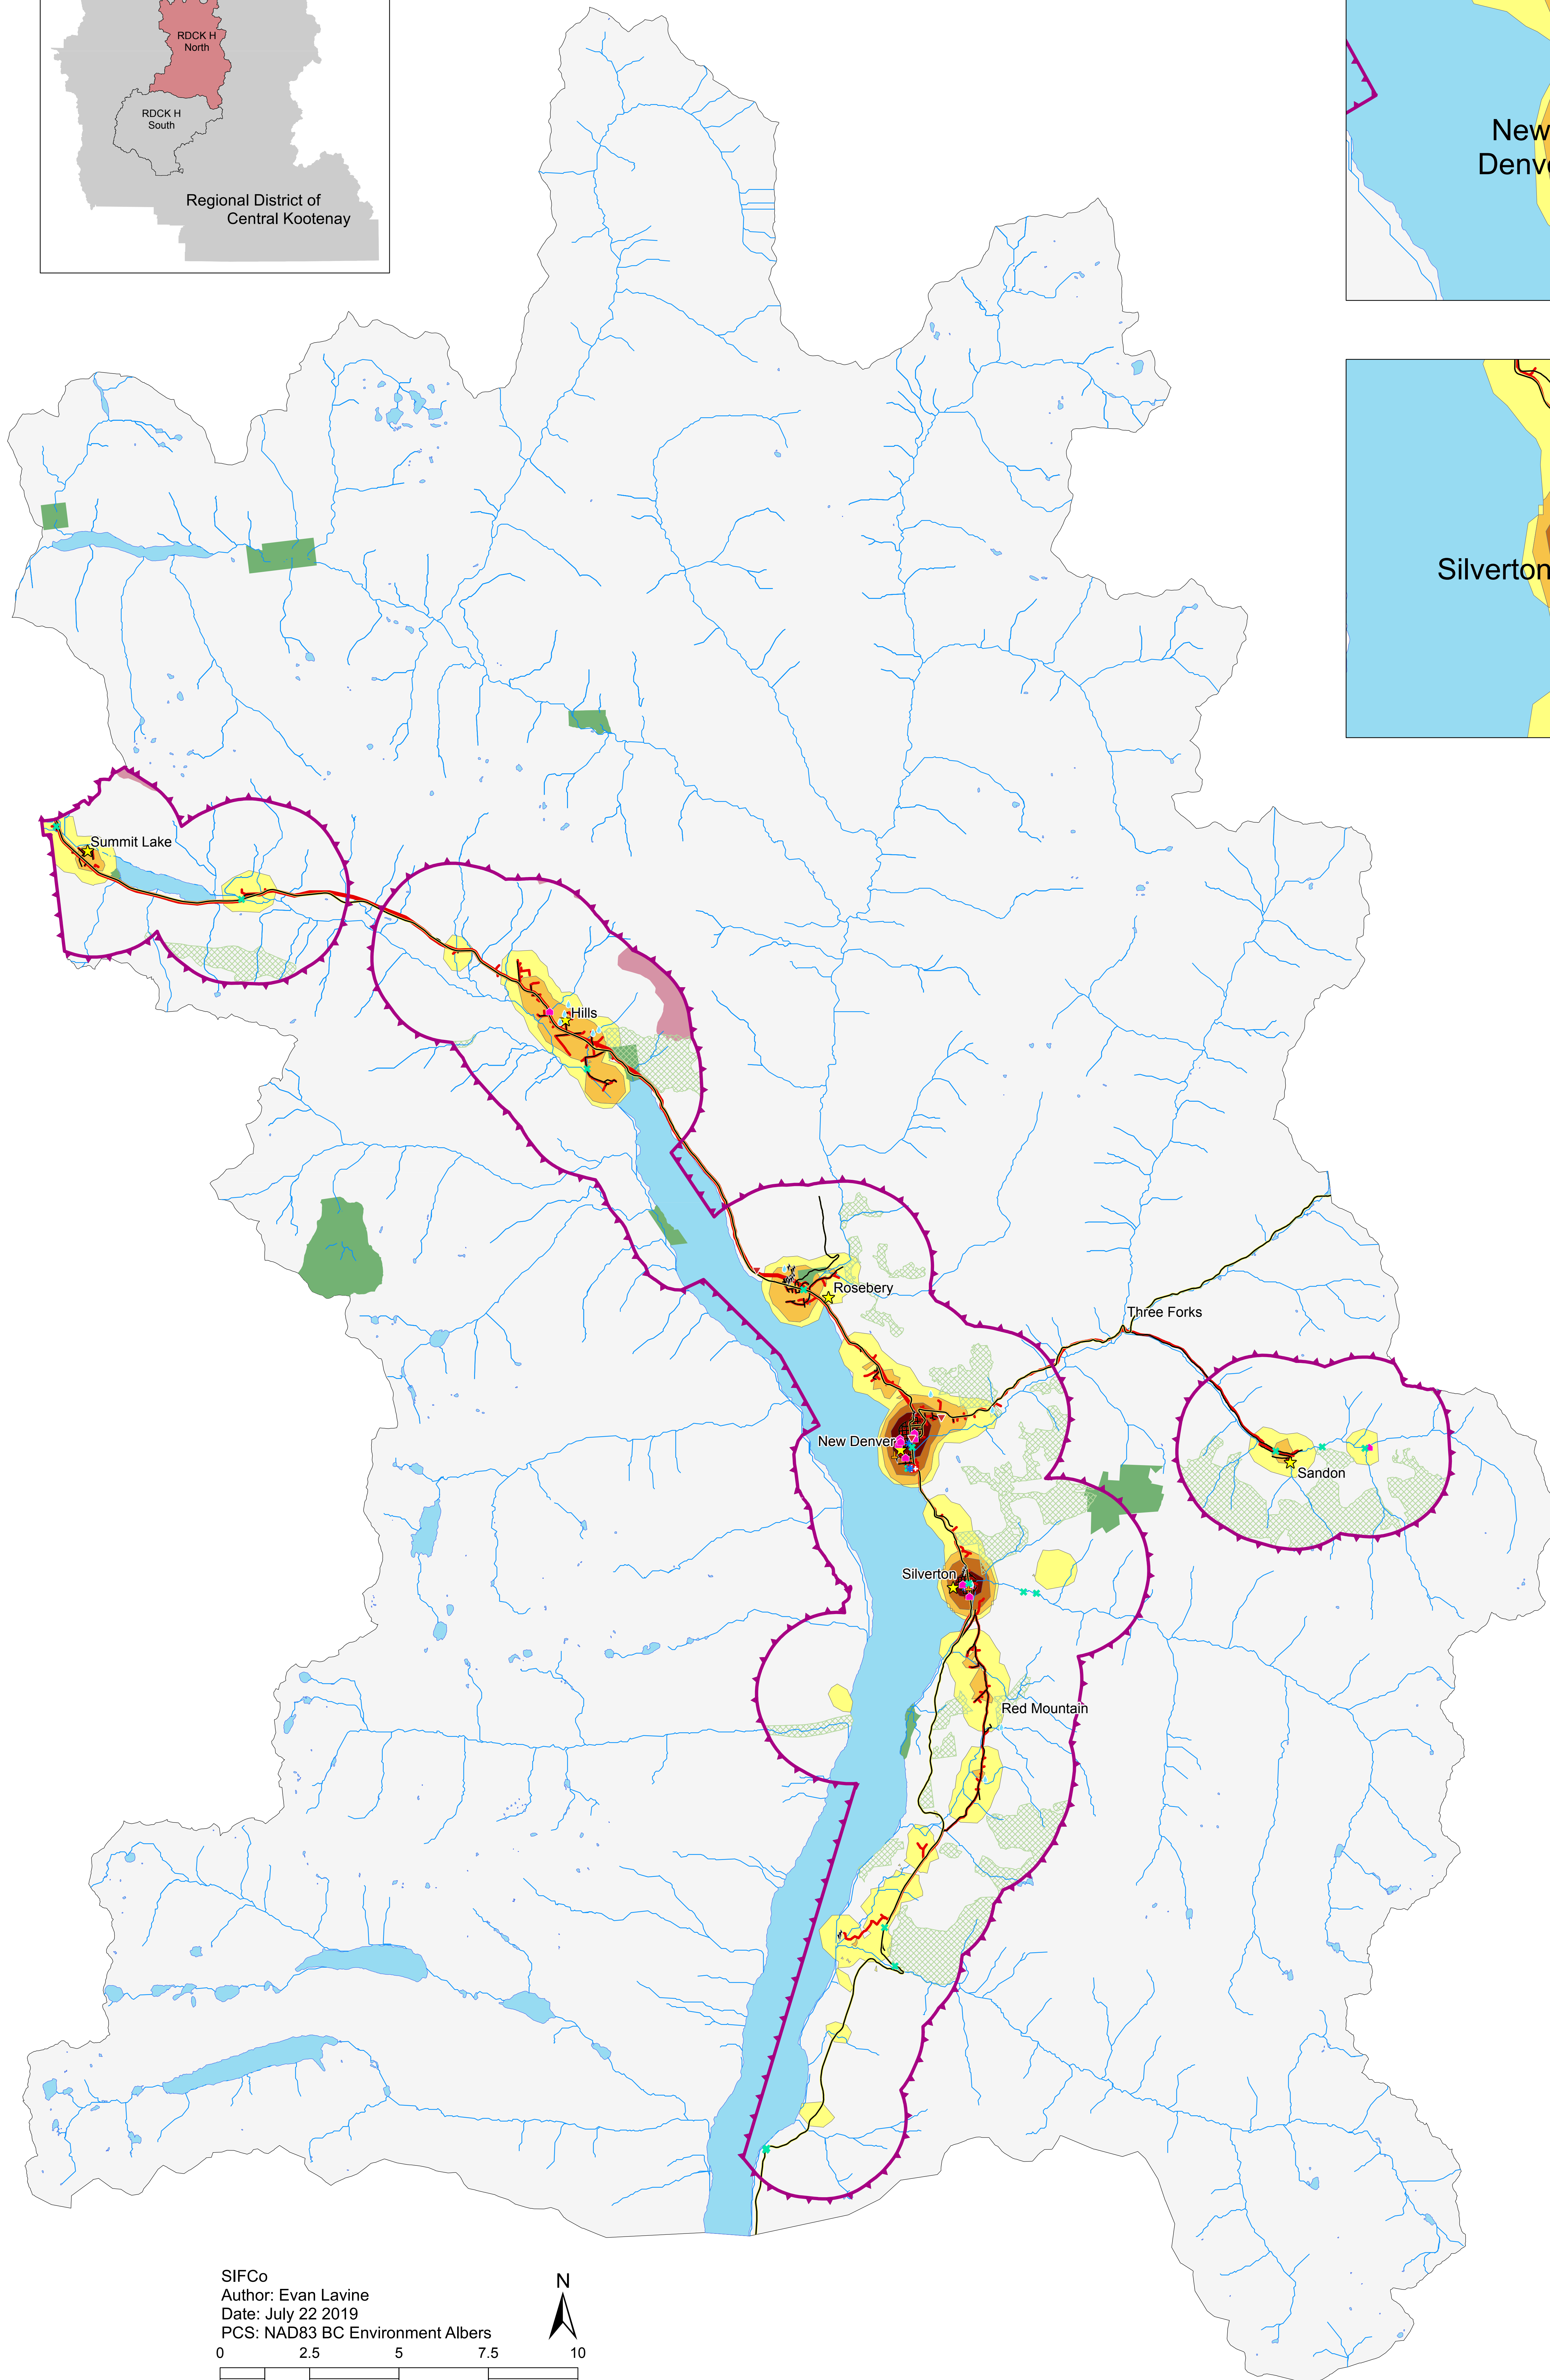 RDCK H
North
RDCK H
South
Regional District of
Central Kootenay
New
Silverton
Summit Lake
Hills
Rosebery
Three Forks
New Denver
Sandon
Silverton
Red Mountain
SIFCo
Author: Evan Lavine
Date: July 22 2019
PCS: NAD83 BC Environment Albers
N
0 2.5 5 7.5 10